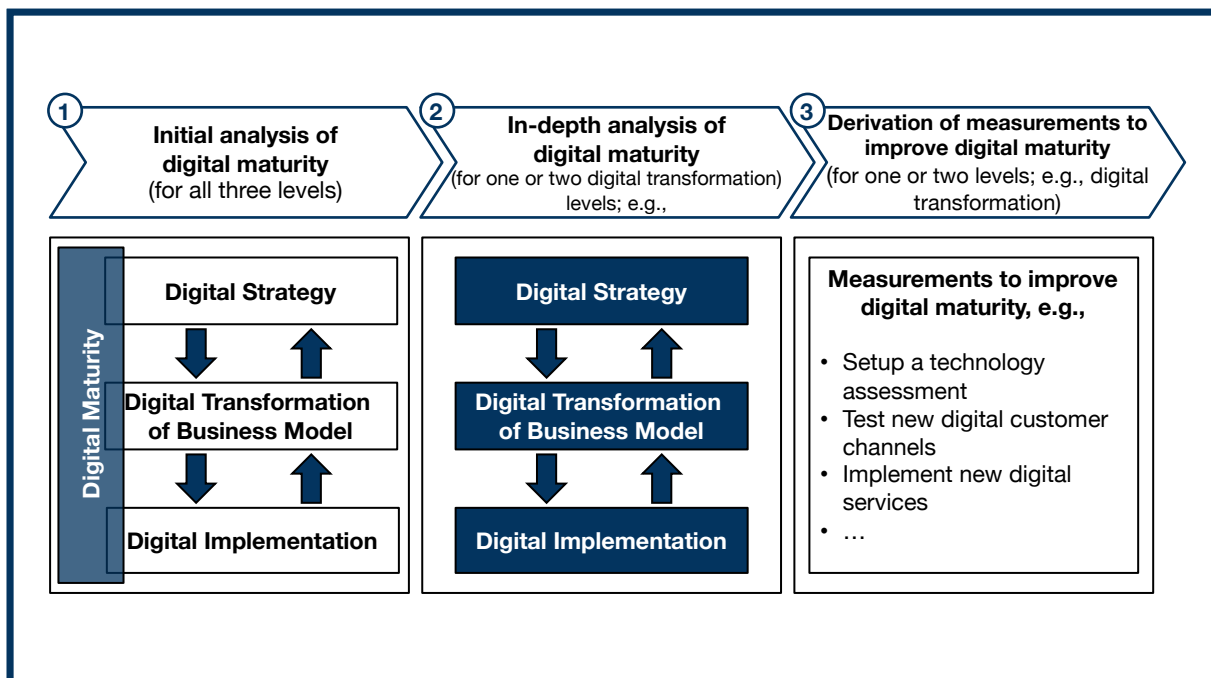 1
Initial analysis of
digital maturity
(for all three levels)
2
In-depth analysis of
digital maturity
(for one or two digital transformation)
levels; e.g.,
3
Derivation of measurements to
improve digital maturity
(for one or two levels; e.g., digital
transformation)
Digital Maturity
Digital Strategy
Digital Transformation
of Business Model
Digital Implementation
Digital Strategy
Digital Transformation
of Business Model
Digital Implementation
Measurements to improve
digital maturity, e.g.,
• Setup a technology
assessment
• Test new digital customer
channels
• Implement new digital
services
• …